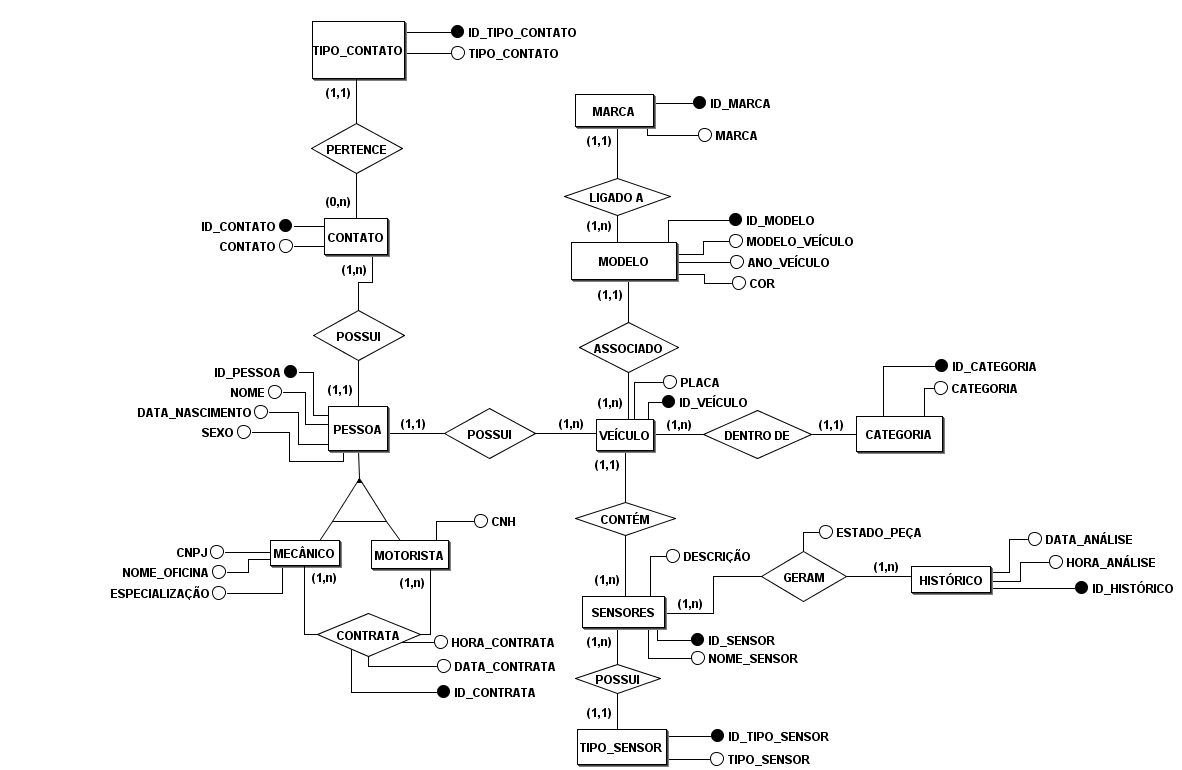 TIPO_CONTATO
ID_TIPO_CONTATO
TIPO_CONTATO
(1,1)
PERTENCE
(0,n)
ID_CONTATO
CONTATO
CONTATO
(1,n)
POSSUI
(1,1)
ID_PESSOA
NOME
DATA_NASCIMENTO
SEXO
PESSOA
(1,1)
POSSUI
(1,n)
MARCA
ID_MARCA
MARCA
(1,1)
LIGADO A
(1,n)
MODELO
ID_MODELO
MODELO_VEÍCULO
ANO_VEÍCULO
COR
(1,1)
ASSOCIADO
(1,n)
PLACA
ID_VEÍCULO
VEÍCULO
(1,n)
DENTRO DE
(1,1)
CATEGORIA
ID_CATEGORIA
CATEGORIA
(1,1)
CONTÉM
(1,n)
MECÂNICO
CNPJ
NOME_OFICINA
ESPECIALIZAÇÃO
(1,n)
MOTORISTA
CNH
(1,n)
CONTRATA
HORA_CONTRATA
DATA_CONTRATA
ID_CONTRATA
SENSORES
DESCRIÇÃO
ID_SENSOR
NOME_SENSOR
(1,n)
GERAM
ESTADO_PEÇA
(1,n)
HISTÓRICO
DATA_ANÁLISE
HORA_ANÁLISE
ID_HISTÓRICO
(1,n)
POSSUI
(1,1)
TIPO_SENSOR
ID_TIPO_SENSOR
TIPO_SENSOR